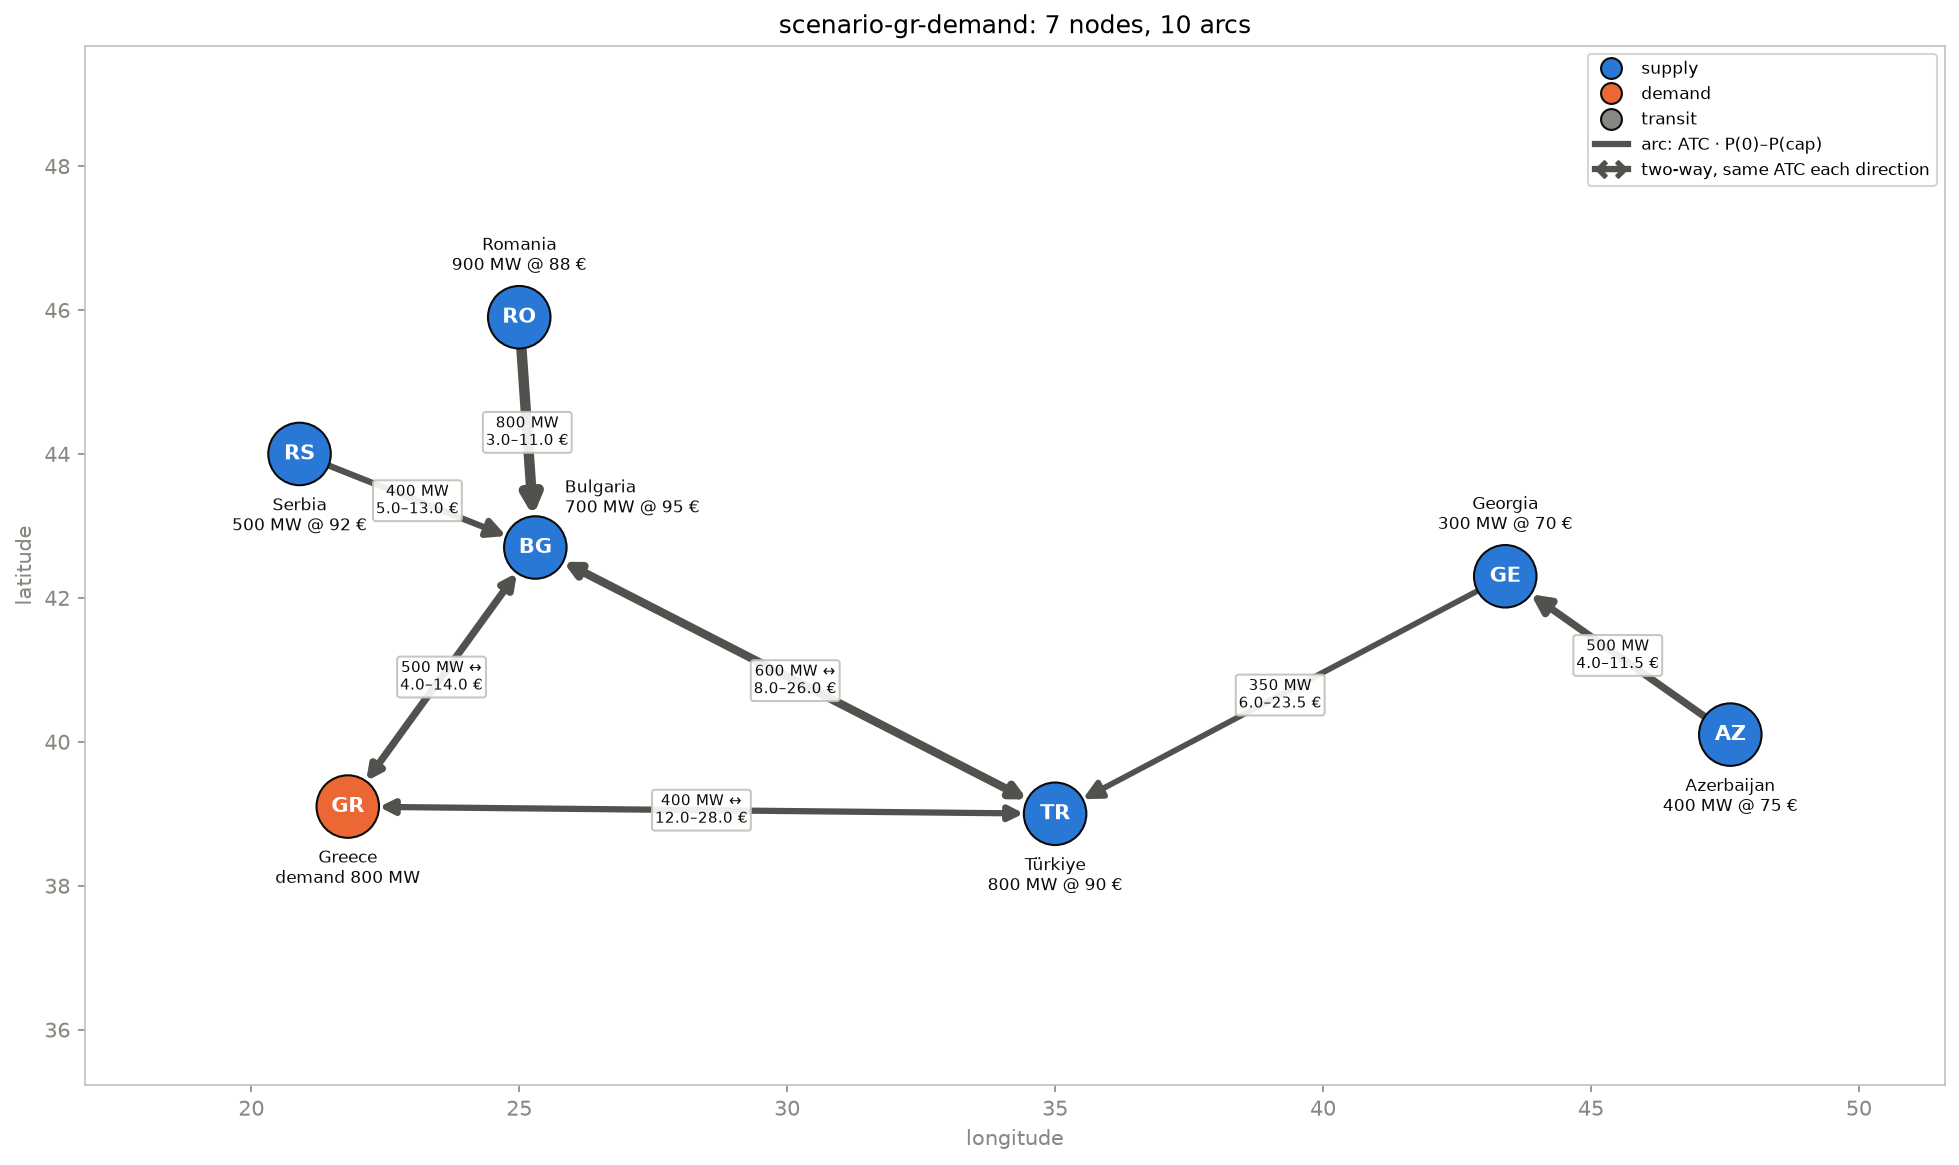 scenario-gr-demand: 7 nodes, 10 arcs
supply
demand
transit
arc: ATC · P(0)–P(cap)
two-way, same ATC each direction
Romania
900 MW @ 88 €
RO
800 MW
3.0–11.0 €
RS
Serbia
500 MW @ 92 €
400 MW
5.0–13.0 €
Bulgaria
700 MW @ 95 €
BG
Georgia
300 MW @ 70 €
GE
500 MW ↔
4.0–14.0 €
600 MW ↔
8.0–26.0 €
350 MW
6.0–23.5 €
500 MW
4.0–11.5 €
AZ
Azerbaijan
400 MW @ 75 €
GR
Greece
demand 800 MW
400 MW ↔
12.0–28.0 €
TR
Türkiye
800 MW @ 90 €
48
46
44
42
40
38
36
latitude
20
25
30
35
40
45
50
longitude